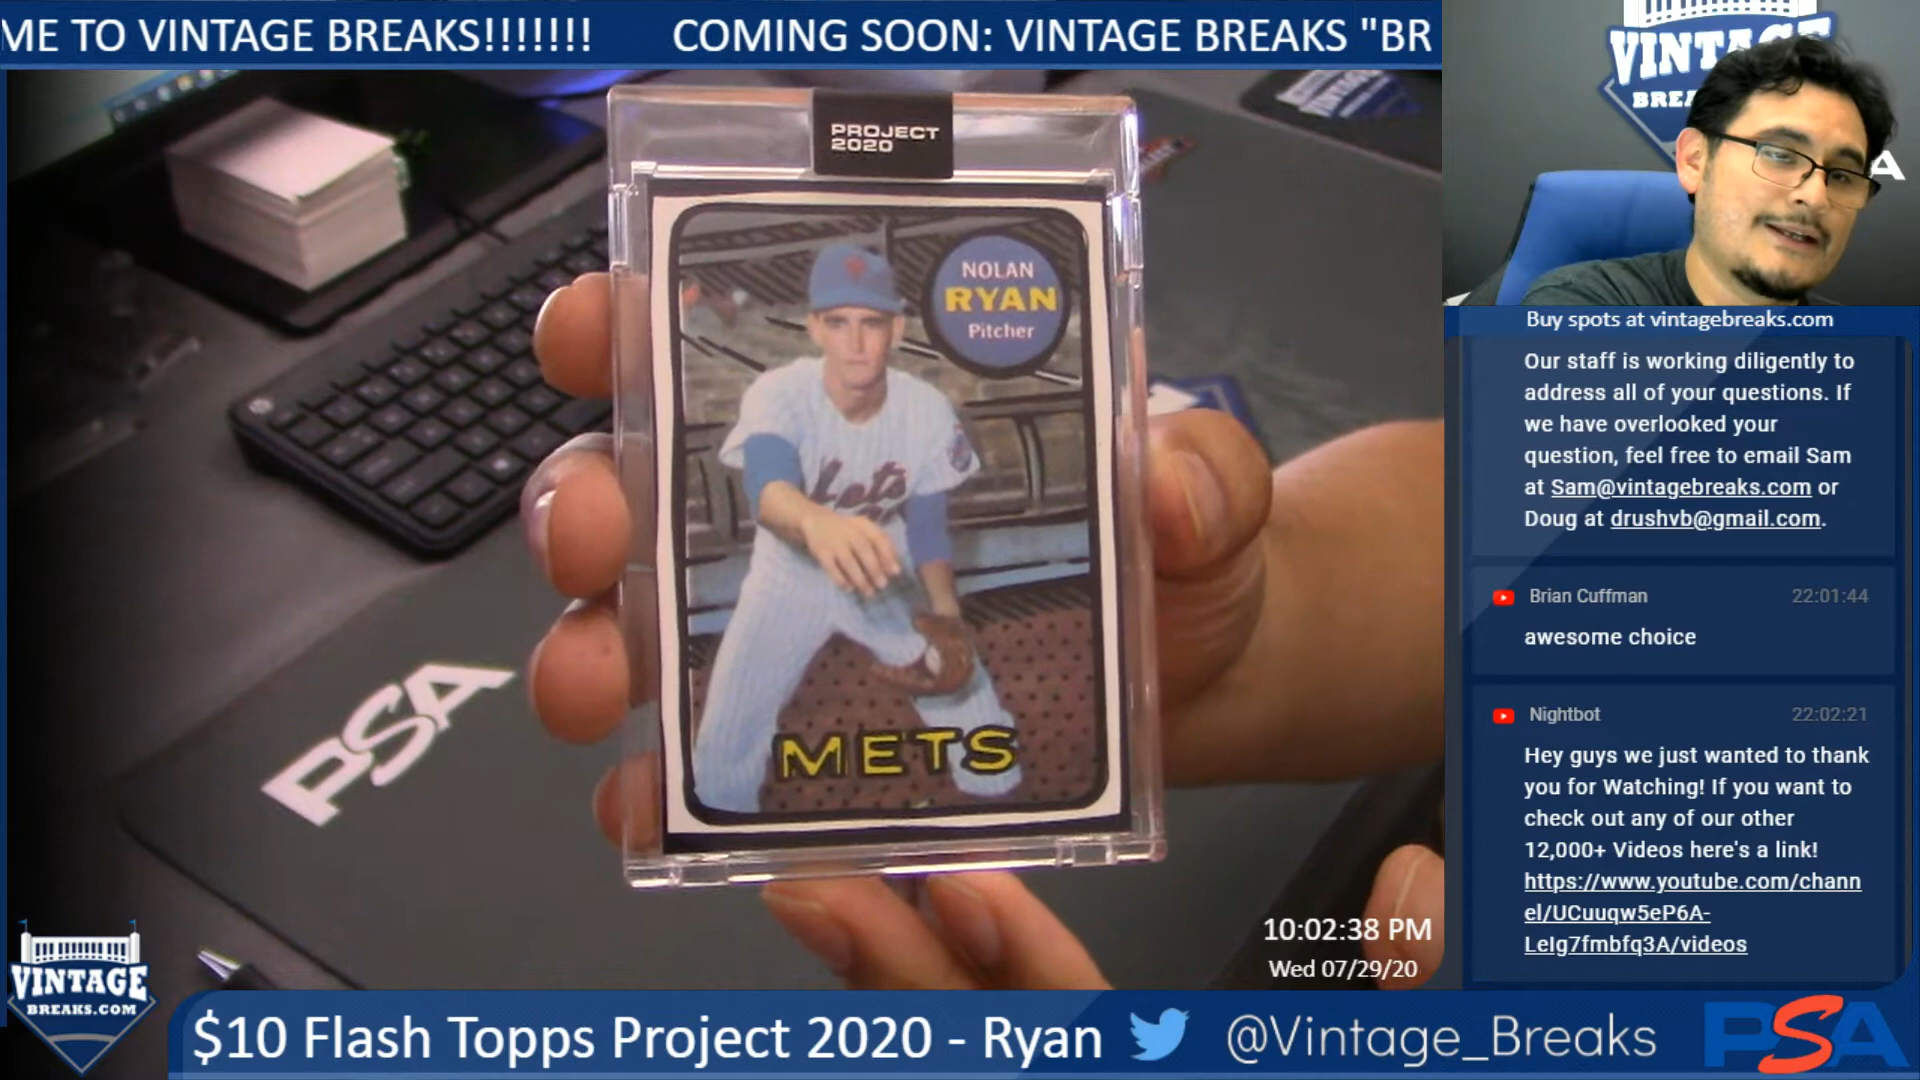 ME TO VINTAGE BREAKS!!!!!!! COMING SOON: VINTAGE BREAKS "BR
PROJECT
2020
NOLAN
RYAN
Pitcher
Mets
METS
PSA
10:02:38 PM
Wed 07/29/20
VINTAGE
BREAKS.COM
$10 Flash Topps Project 2020 - Ryan
@Vintage_Breaks
PSA
VINTAGE
BREA
A
Buy spots at vintagebreaks.com
Our staff is working diligently to
address all of your questions. If
we have overlooked your
question, feel free to email Sam
at Sam@vintagebreaks.com or
Doug at drushvb@gmail.com.
Brian Cuffman 22:01:44
awesome choice
Nightbot 22:02:21
Hey guys we just wanted to thank
you for Watching! If you want to
check out any of our other
12,000+ Videos here's a link!
https://www.youtube.com/chann
el/UCuuqw5eP6A-
LeIg7fmbfq3A/videos